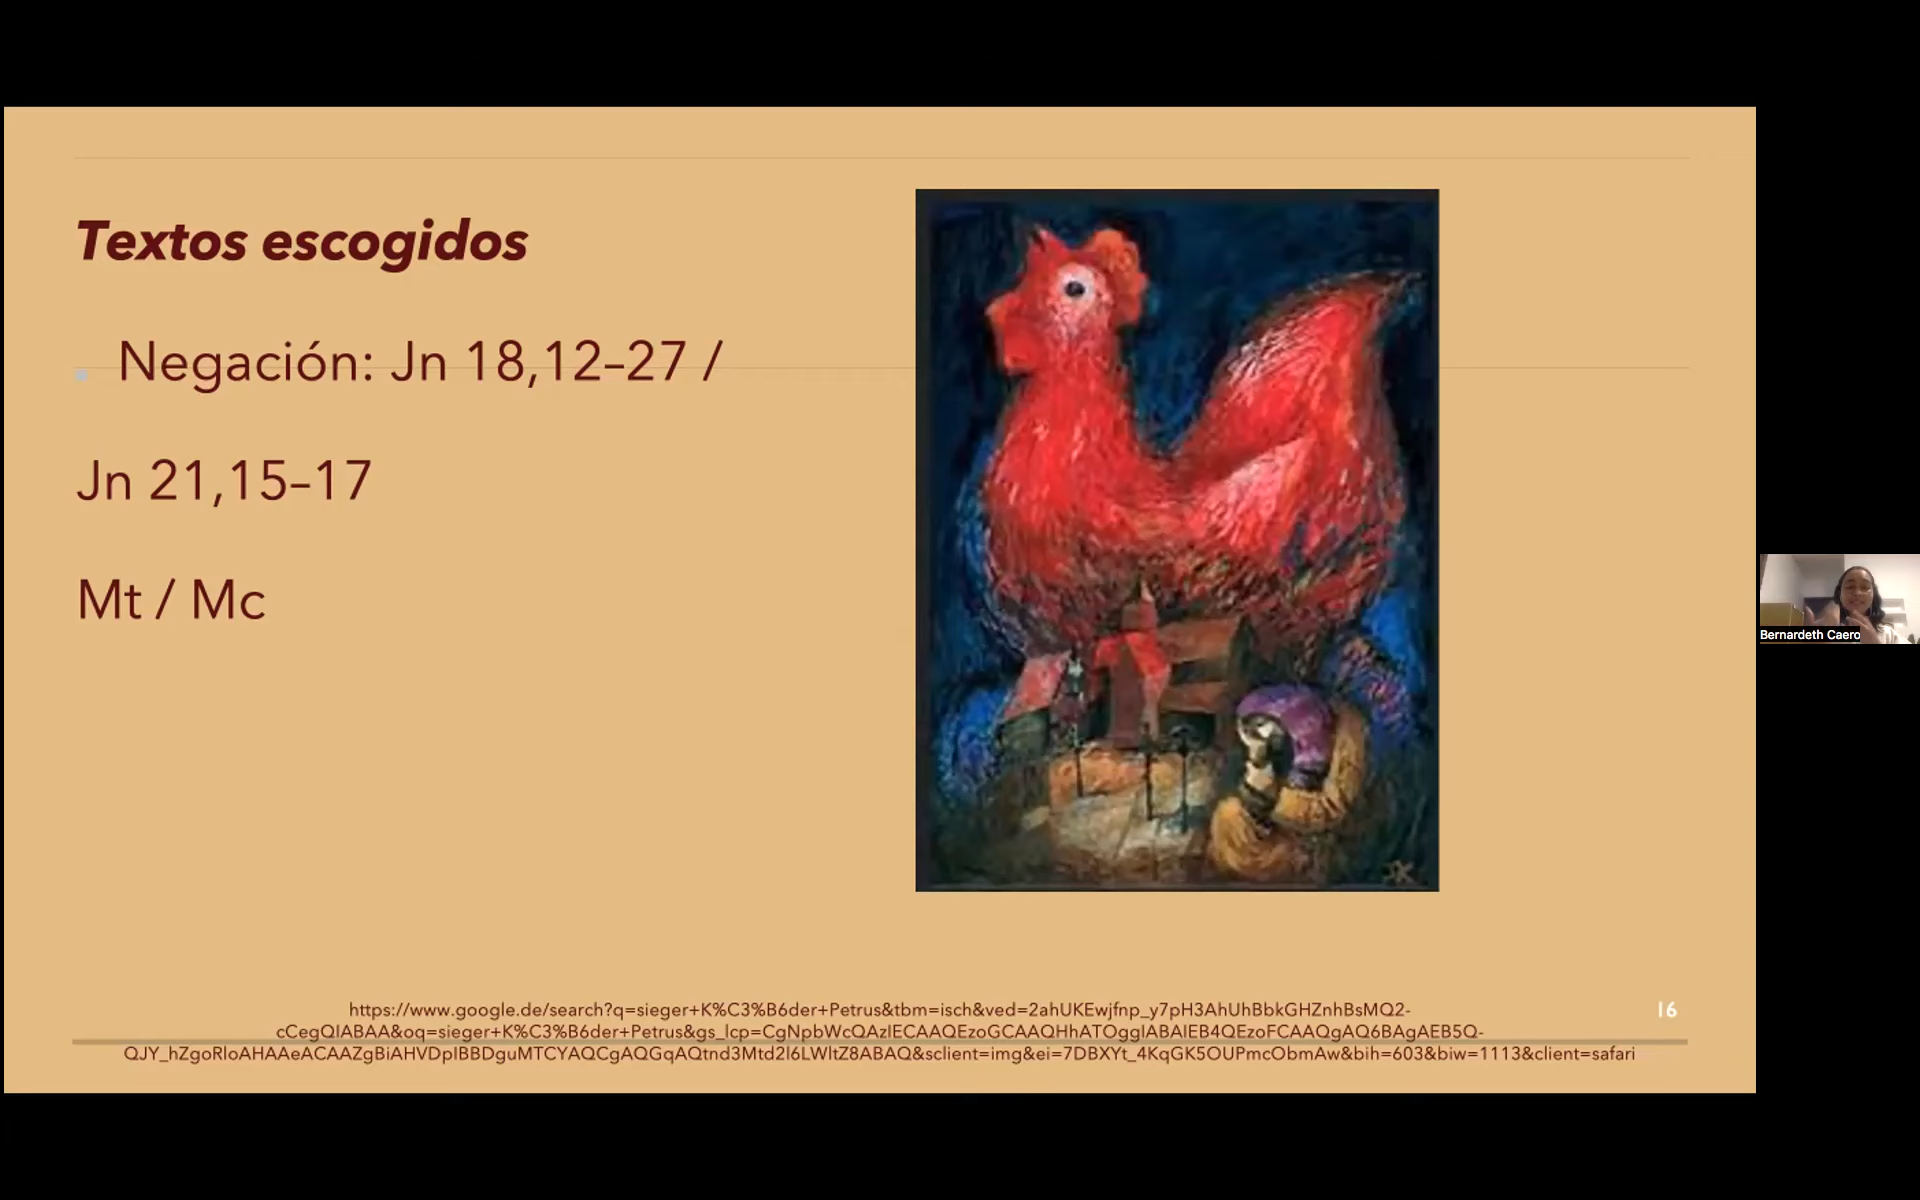 Textos escogidos
Negación: Jn 18,12–27 /
Jn 21,15–17
Mt / Mc
Bernardeth Caero
https://www.google.de/search?q=sieger+K%C3%B6der+Petrus&tbm=isch&ved=2ahUKEwjfnp_y7pH3AhUhBbkGHZnhBsMQ2-
cCegQIABAA&oq=sieger+K%C3%B6der+Petrus&gs_lcp=CgNpbWcQAzIECAAQEzoGCAAQHhATOggIABAIEB4QEzoFCAAQgAQ6BAgAEB5Q-
QJY_hZgoRloAHAAeACAAZgBiAHVDpIBBDguMTCYAQCgAQGqAQtnd3Mtd2l6LWltZ8ABAQ&sclient=img&ei=7DBXYt_4KqGK5OUPmcObmAw&bih=603&biw=1113&client=safari
16